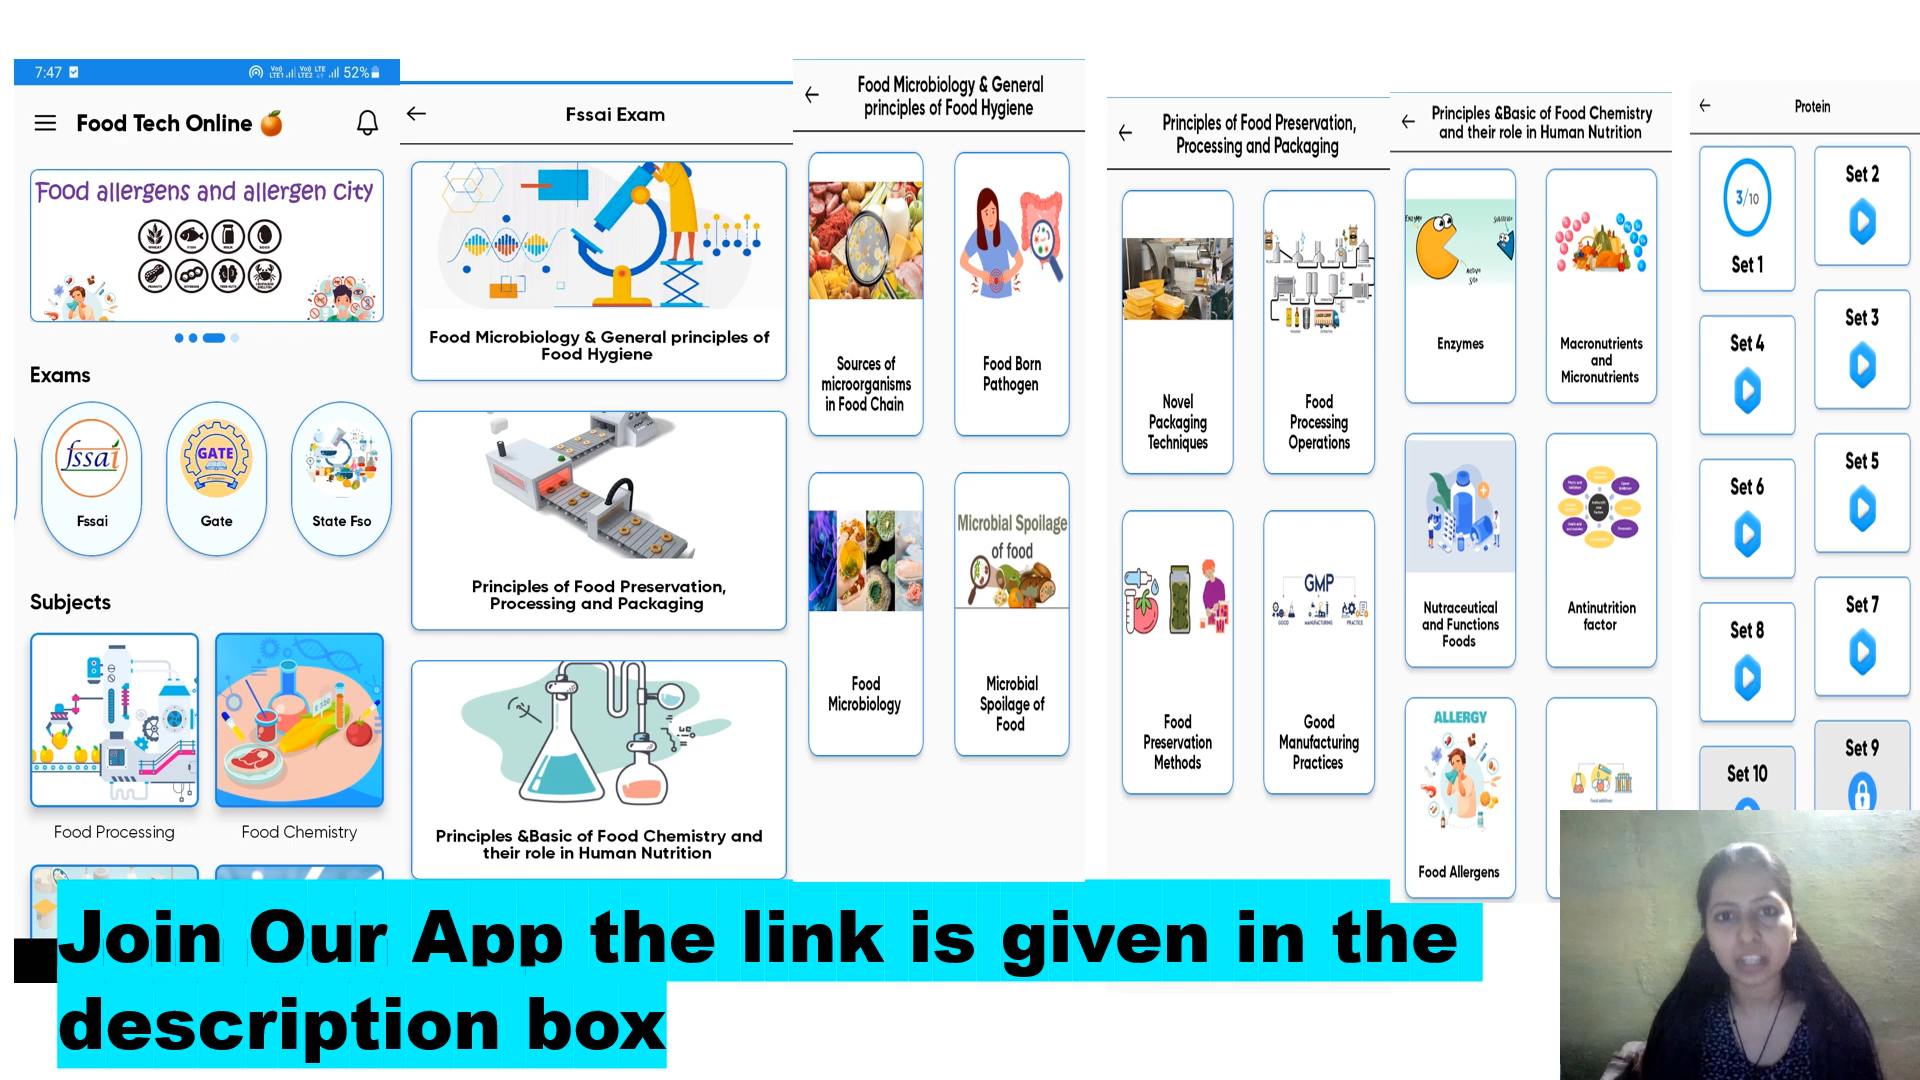 7:47
52%
Food Tech Online
Food allergens and allergen city
Exams
fssai
GATE
Fssai
Gate
State Fso
Subjects
Food Processing
Food Chemistry
Fssai Exam
Food Microbiology & General principles of
Food Hygiene
Principles of Food Preservation,
Processing and Packaging
Principles &Basic of Food Chemistry and
their role in Human Nutrition
Food Microbiology & General
principles of Food Hygiene
Sources of
microorganisms
in Food Chain
Food Born
Pathogen
Food
Microbiology
Microbial Spoilage
of food
Microbial
Spoilage of
Food
Principles of Food Preservation,
Processing and Packaging
Novel
Packaging
Techniques
Food
Processing
Operations
Food
Preservation
Methods
GMP
GOOD
MANUFACTURING
PRACTICE
Good
Manufacturing
Practices
Principles &Basic of Food Chemistry
and their role in Human Nutrition
Enzymes
Macronutrients
and
Micronutrients
Nutraceutical
and Functions
Foods
Antinutrition
factor
ALLERGY
Food Allergens
Protein
3/10
Set 1
Set 2
Set 3
Set 4
Set 5
Set 6
Set 7
Set 8
Set 9
Set 10
Join Our App the link is given in the
description box